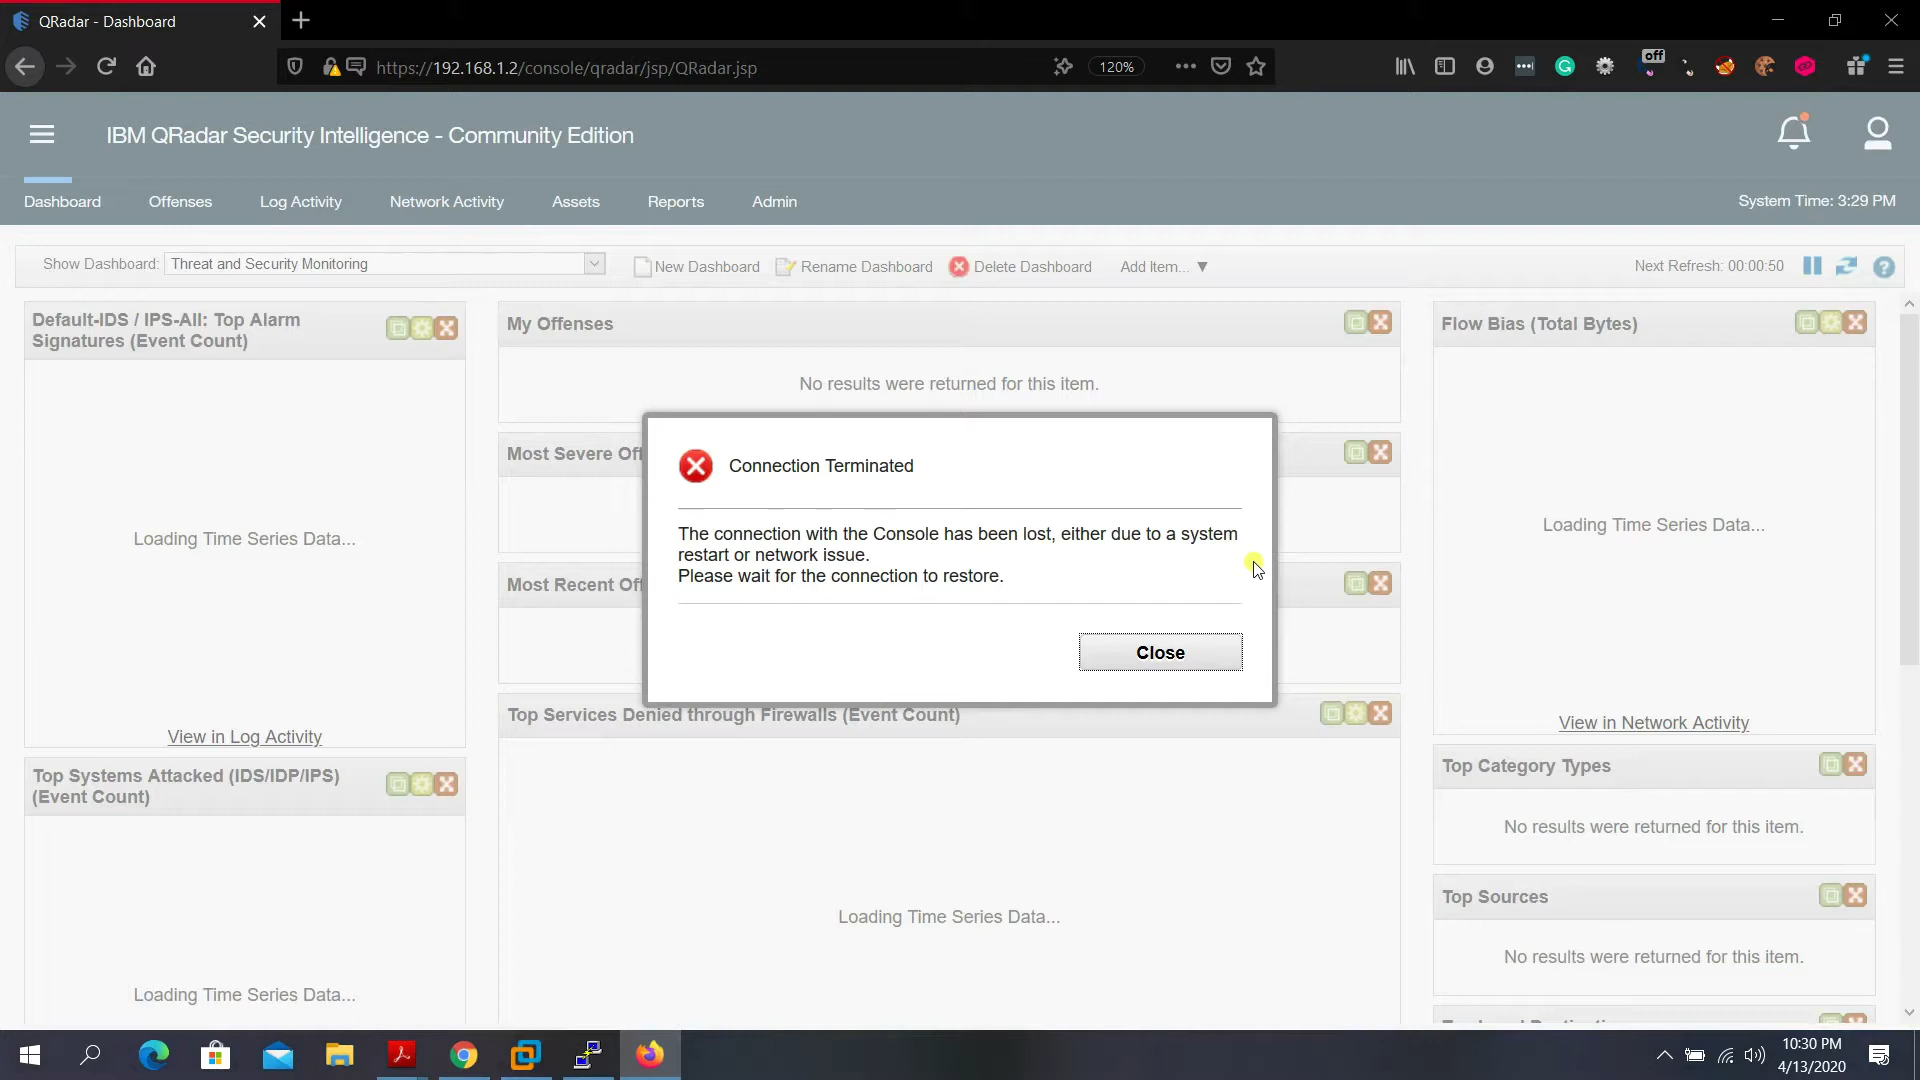 QRadar - Dashboard
https://192.168.1.2/console/qradar/jsp/QRadar.jsp
120%
off
IBM QRadar Security Intelligence - Community Edition
Dashboard
Offenses
Log Activity
Network Activity
Assets
Reports
Admin
System Time: 3:29 PM
Show Dashboard:
Threat and Security Monitoring
New Dashboard
Rename Dashboard
Delete Dashboard
Add Item...
Next Refresh: 00:00:50
Default-IDS / IPS-All: Top Alarm
Signatures (Event Count)
Loading Time Series Data...
View in Log Activity
Top Systems Attacked (IDS/IDP/IPS)
(Event Count)
Loading Time Series Data...
My Offenses
No results were returned for this item.
Most Severe Off
Most Recent Off
Connection Terminated
The connection with the Console has been lost, either due to a system
restart or network issue.
Please wait for the connection to restore.
Close
Top Services Denied through Firewalls (Event Count)
Loading Time Series Data...
Flow Bias (Total Bytes)
Loading Time Series Data...
View in Network Activity
Top Category Types
No results were returned for this item.
Top Sources
No results were returned for this item.
10:30 PM
4/13/2020